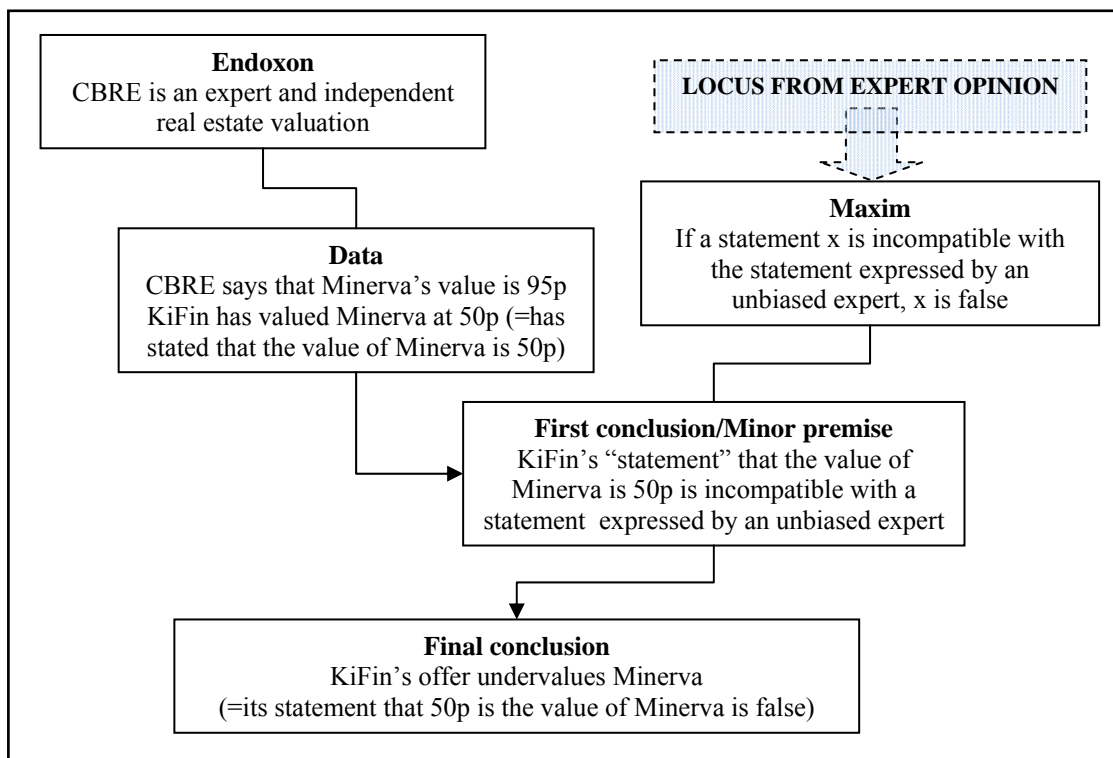 Endoxon
CBRE is an expert and independent
real estate valuation
LOCUS FROM EXPERT OPINION
Data
CBRE says that Minerva’s value is 95p
KiFin has valued Minerva at 50p (=has
stated that the value of Minerva is 50p)
Maxim
If a statement x is incompatible with
the statement expressed by an
unbiased expert, x is false
First conclusion/Minor premise
KiFin’s “statement” that the value of
Minerva is 50p is incompatible with a
statement expressed by an unbiased expert
Final conclusion
KiFin’s offer undervalues Minerva
(=its statement that 50p is the value of Minerva is false)